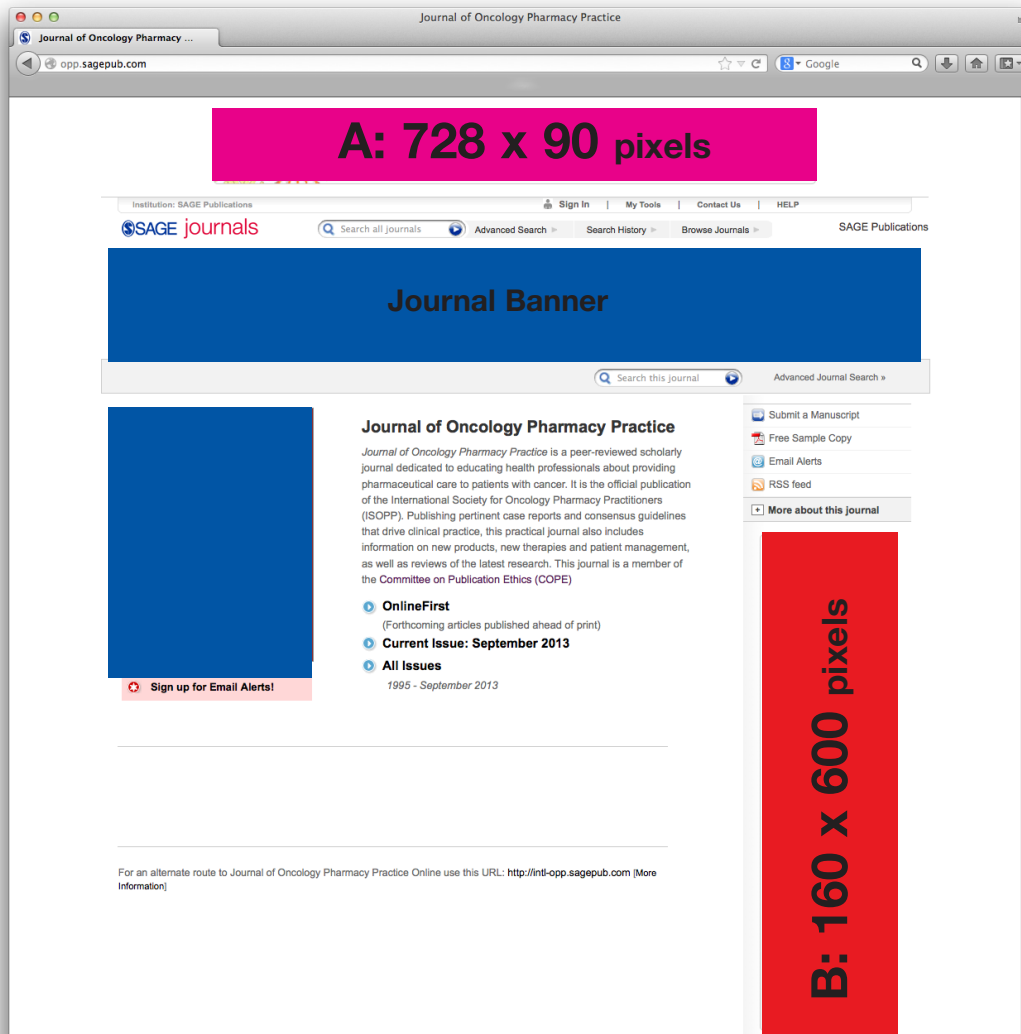 Journal of Oncology Pharmacy Practice
Journal of Oncology Pharmacy ...
opp.sagepub.com
Google
A: 728 x 90 pixels
Institution: SAGE Publications
Sign In | My Tools | Contact Us | HELP
SAGE journals
Search all journals
Advanced Search
Search History
Browse Journals
SAGE Publications
Journal Banner
Search this journal
Advanced Journal Search »
Journal of Oncology Pharmacy Practice
Journal of Oncology Pharmacy Practice is a peer-reviewed scholarly
journal dedicated to educating health professionals about providing
pharmaceutical care to patients with cancer. It is the official publication
of the International Society for Oncology Pharmacy Practitioners
(ISOPP). Publishing pertinent case reports and consensus guidelines
that drive clinical practice, this practical journal also includes
information on new products, new therapies and patient management,
as well as reviews of the latest research. This journal is a member of
the Committee on Publication Ethics (COPE)
OnlineFirst
(Forthcoming articles published ahead of print)
Current Issue: September 2013
All Issues
1995 - September 2013
Sign up for Email Alerts!
Submit a Manuscript
Free Sample Copy
Email Alerts
RSS feed
More about this journal
B: 160 x 600 pixels
For an alternate route to Journal of Oncology Pharmacy Practice Online use this URL: http://intl-opp.sagepub.com [More
Information]